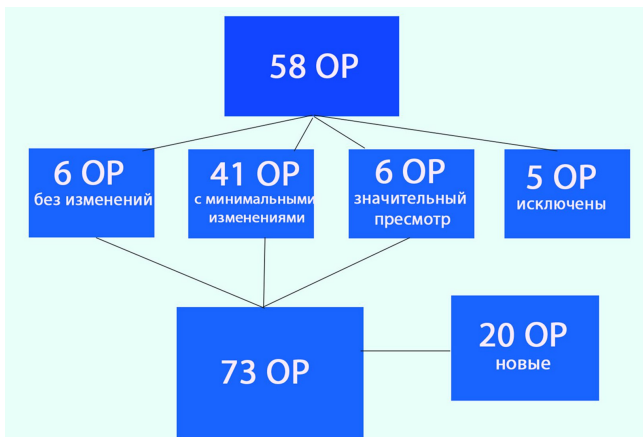 58 ОР
6 ОР
без изменений
41 ОР
с минимальными
изменениями
6 ОР
значительный
пресмотр
5 ОР
исключены
73 ОР
20 ОР
новые